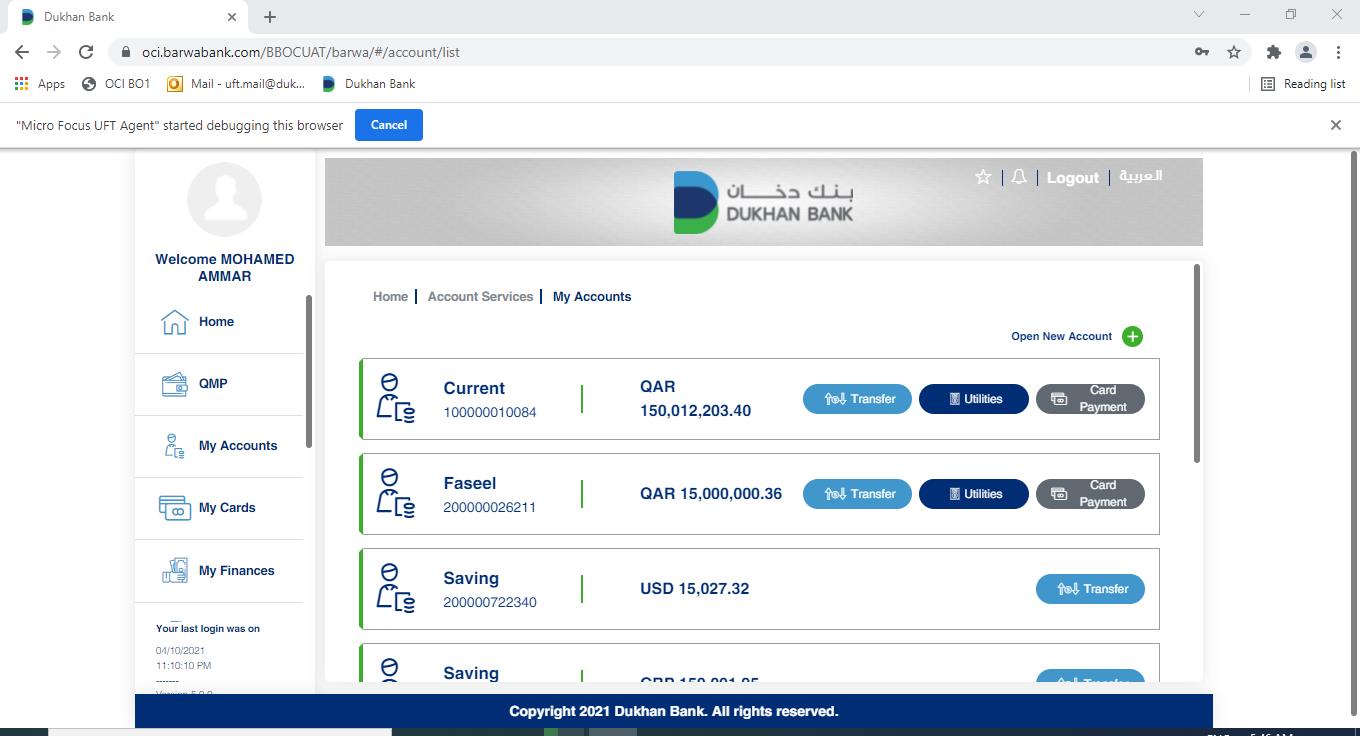 Dukhan Bank
oci.barwabank.com/BBOCUAT/barwa/#/account/list
Apps
OCI BO1
Mail - uft.mail@duk...
Dukhan Bank
Reading list
"Micro Focus UFT Agent" started debugging this browser
Cancel
Logout
العربية
بنك دخان
DUKHAN BANK
Welcome MOHAMED
AMMAR
Home
QMP
My Accounts
My Cards
My Finances
Your last login was on
04/10/2021
11:10:10 PM
-------
Home | Account Services | My Accounts
Open New Account
Current
100000010084
QAR
150,012,203.40
Transfer
Utilities
Card
Payment
Faseel
200000026211
QAR 15,000,000.36
Transfer
Utilities
Card
Payment
Saving
200000722340
USD 15,027.32
Transfer
Saving
Transfer
Copyright 2021 Dukhan Bank. All rights reserved.